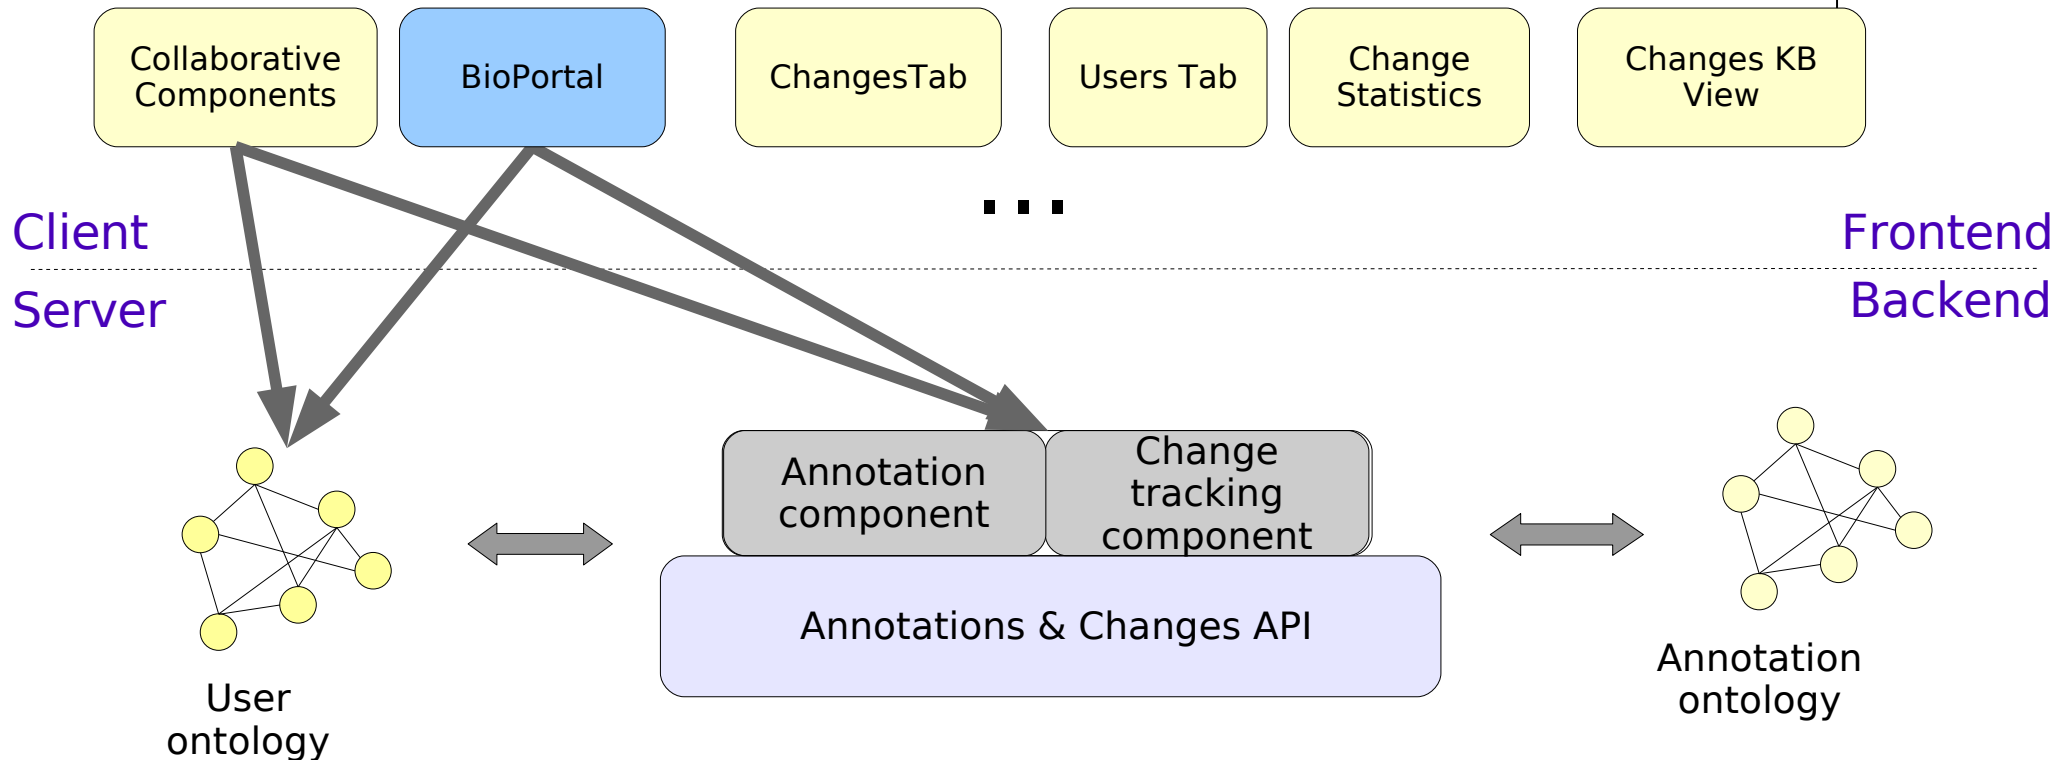 Collaborative
Components
BioPortal
ChangesTab
Users Tab
Change
Statistics
Changes KB
View
...
Client
Frontend
Server
Backend
Annotation
component
Change
tracking
component
Annotations & Changes API
User
ontology
Annotation
ontology